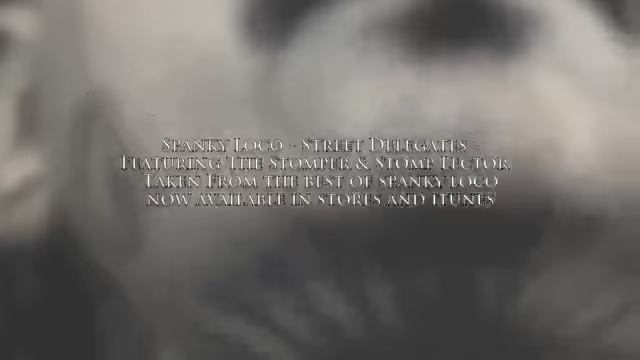 Spanky Loco - Street Delegates -
Featuring The Stomper & Stomp Tector.
Taken From the best of spanky loco
now available in stores and itunes